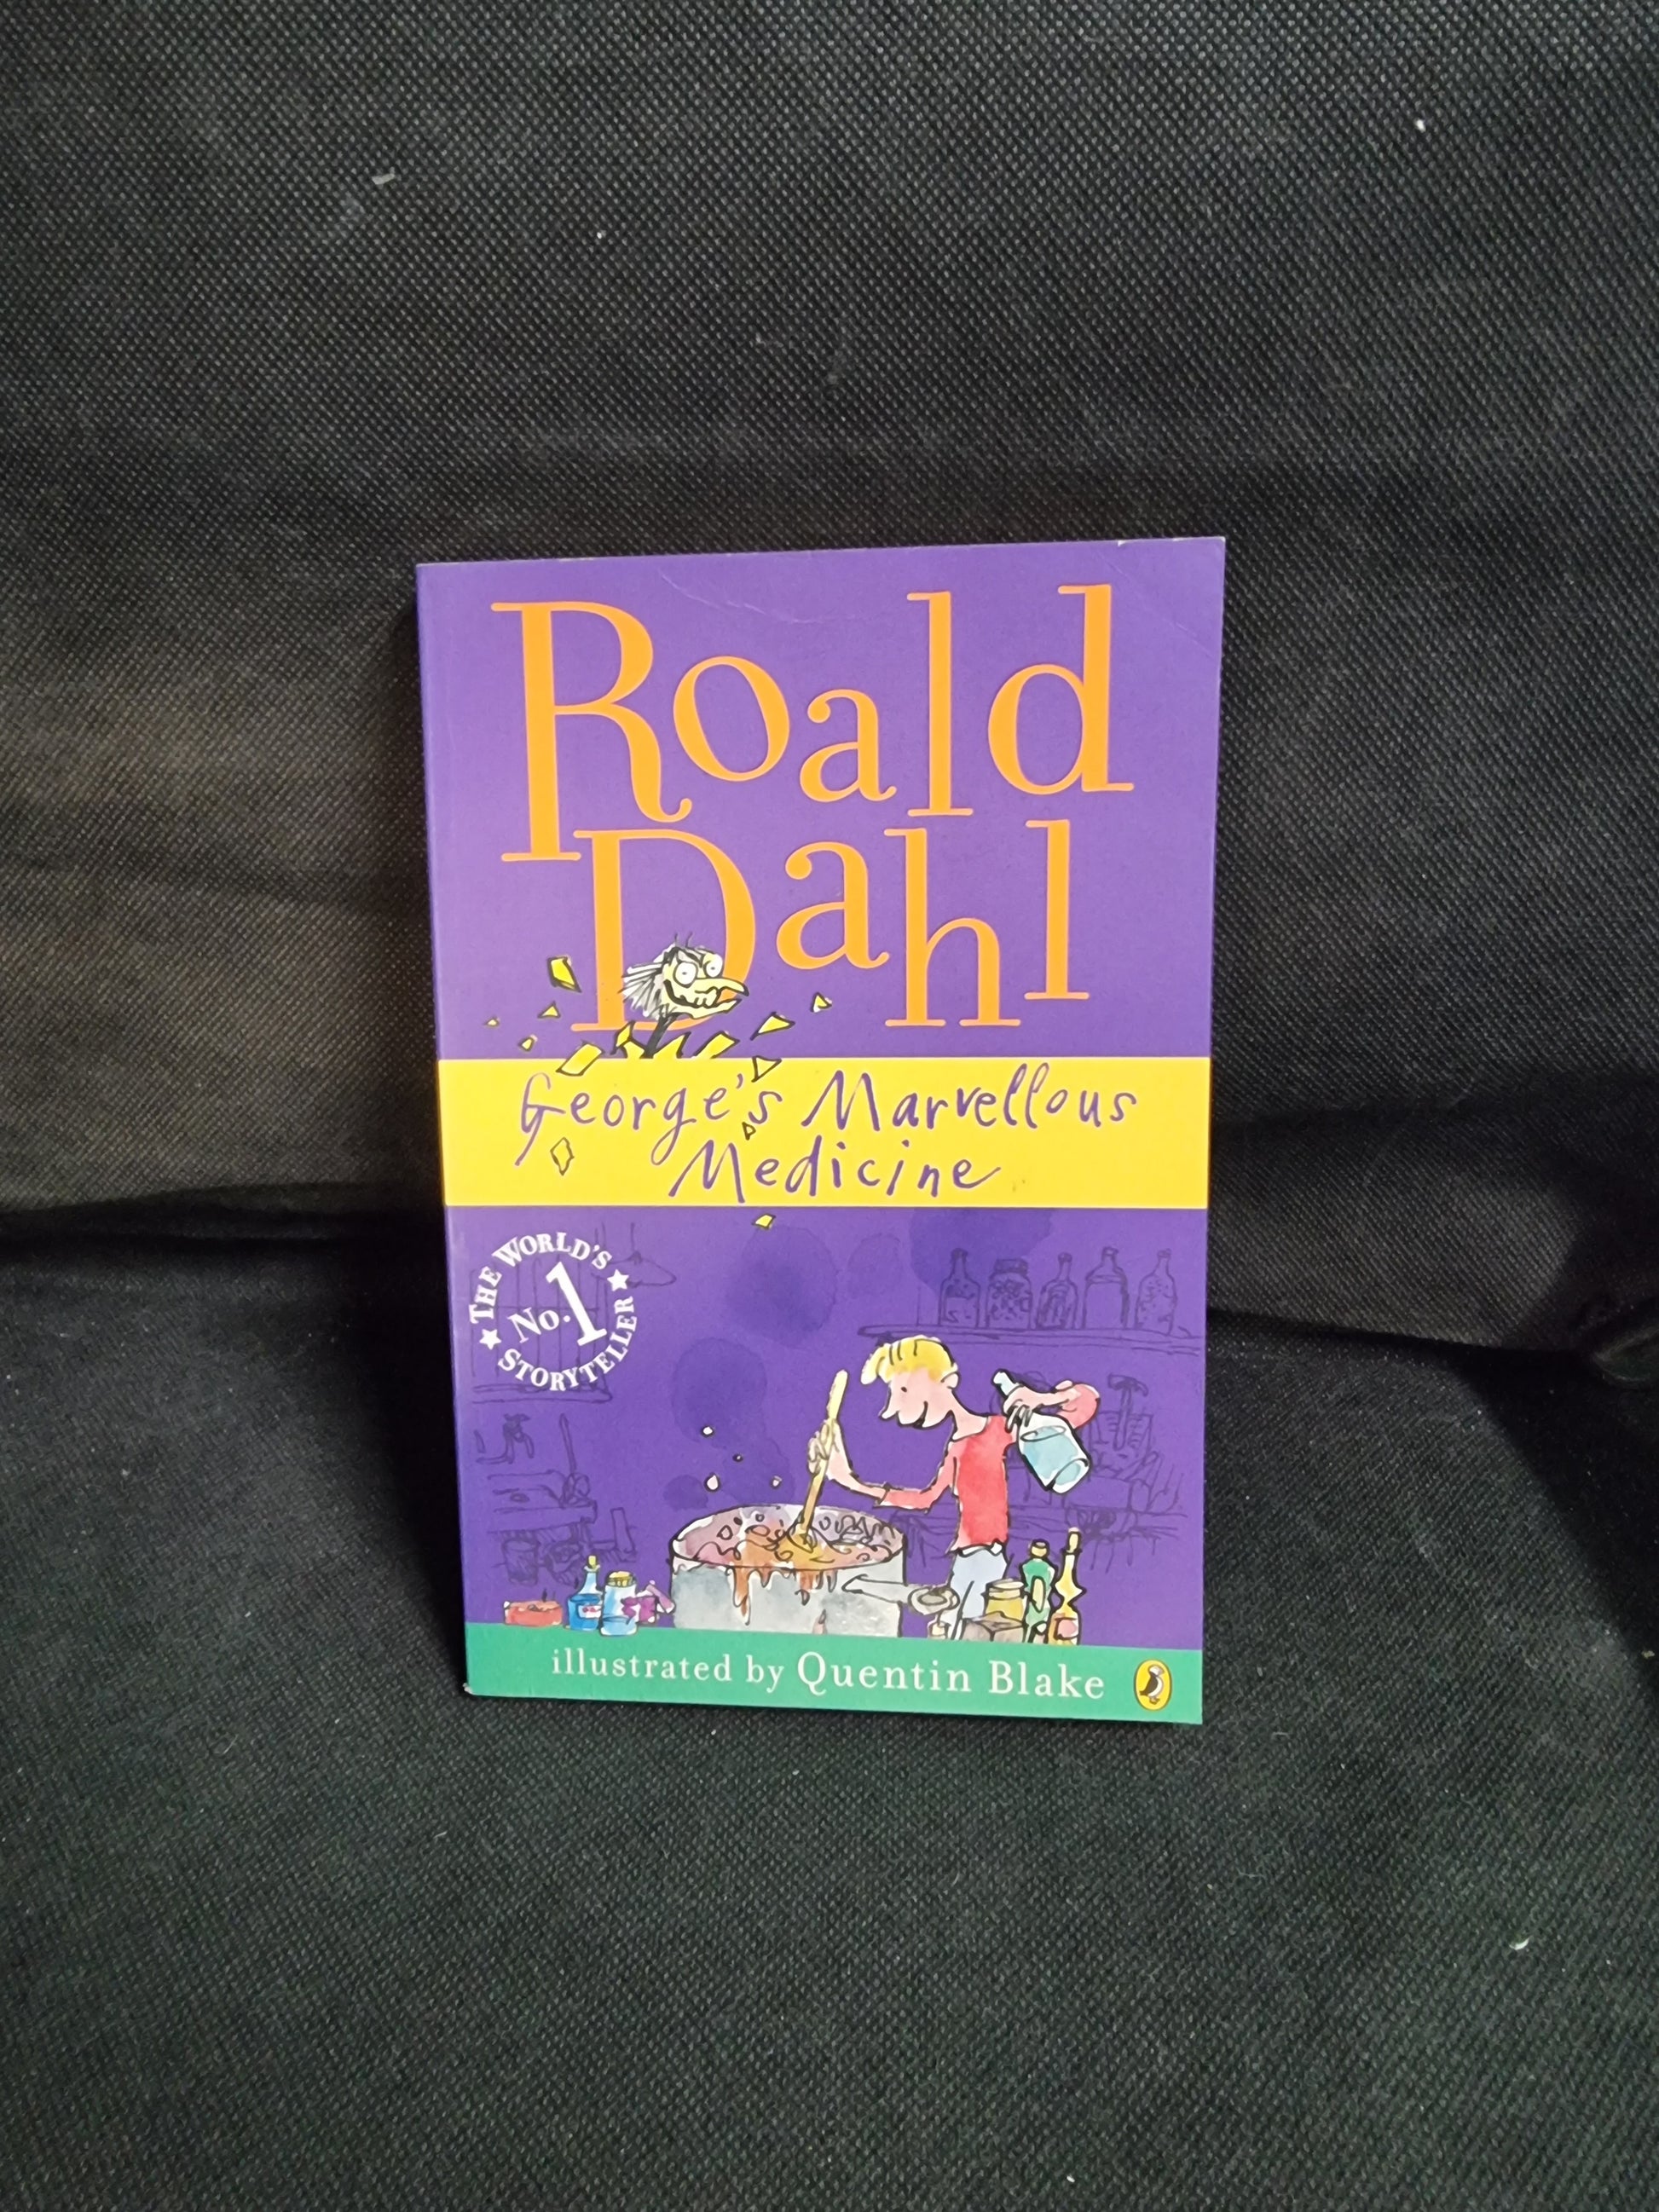 Roald
Dahl
George's Marvellous
Medicine
THE WORLD'S
No. 1
STORYTELLER
illustrated by Quentin Blake